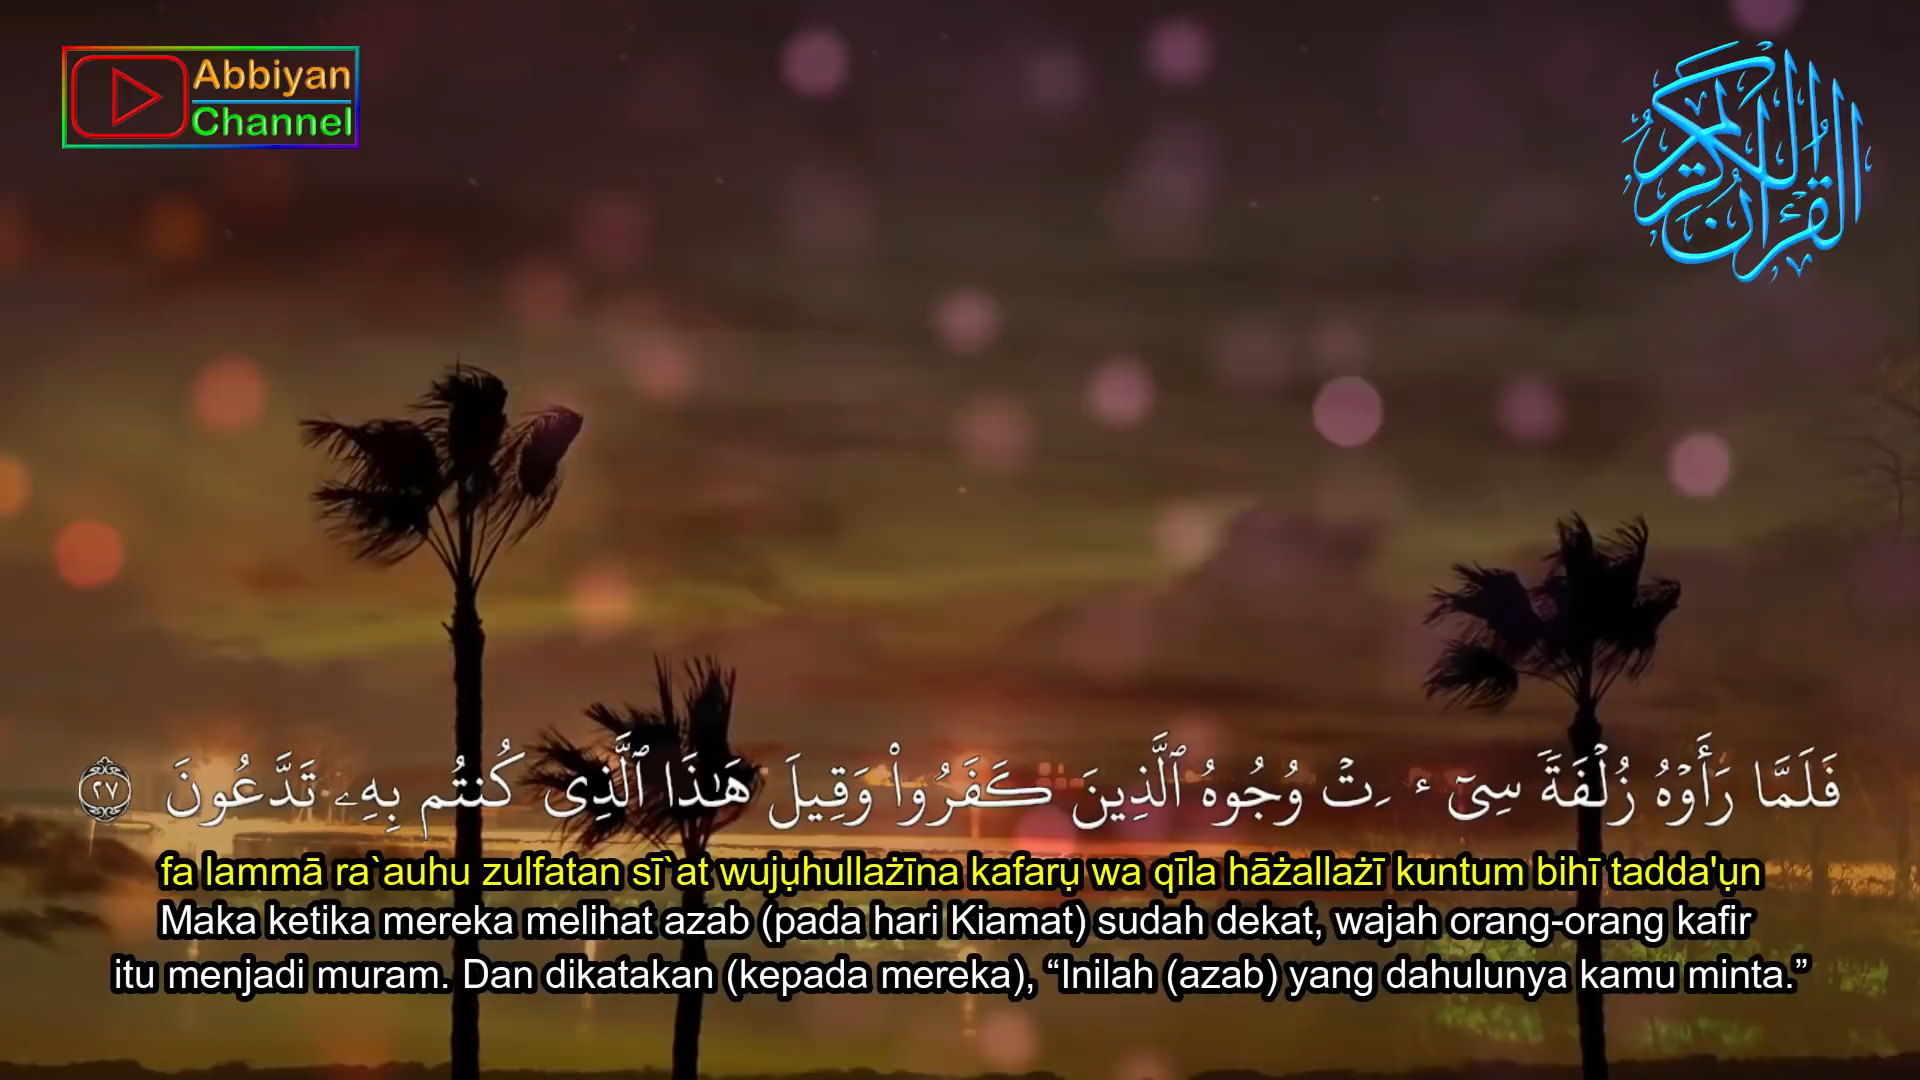 Abbiyan
Channel
القرآن الكريم
فَلَمَّا رَأَوْهُ زُلْفَةً سِيٓـَٔتْ وُجُوهُ ٱلَّذِينَ كَفَرُوا۟ وَقِيلَ هَـٰذَا ٱلَّذِى كُنتُم بِهِۦ تَدَّعُونَ ٢٧
fa lammā ra`auhu zulfatan sī`at wujụhullażīna kafarụ wa qīla hāżallażī kuntum bihī tadda'ụn
Maka ketika mereka melihat azab (pada hari Kiamat) sudah dekat, wajah orang-orang kafir
itu menjadi muram. Dan dikatakan (kepada mereka), “Inilah (azab) yang dahulunya kamu minta.”